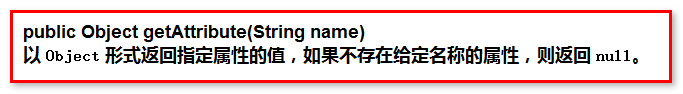 public Object getAttribute(String name)
以 Object 形式返回指定属性的值，如果不存在给定名称的属性，则返回 null。